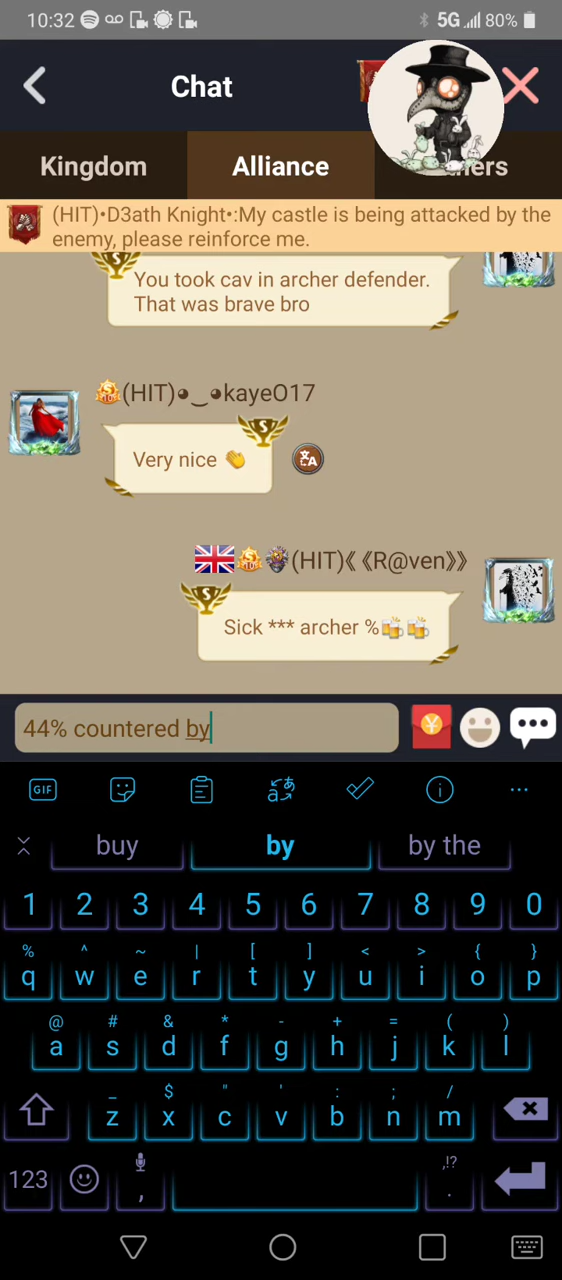 10:32
5G
80%
Chat
Kingdom
Alliance
(HIT)•D3ath Knight•:My castle is being attacked by the
enemy, please reinforce me.
You took cav in archer defender.
That was brave bro
(HIT)◕‿◕kayeO17
Very nice 👏
(HIT)《《R@ven》》
Sick *** archer %🍻🍻
44% countered by
GIF
buy
by
by the
1 2 3 4 5 6 7 8 9 0
% ^ ~ | [ ] < > { }
q w e r t y u i o p
@ # & * - + = ( )
a s d f g h j k l
_ $ " ' : ; /
z x c v b n m
,!?
123 , .